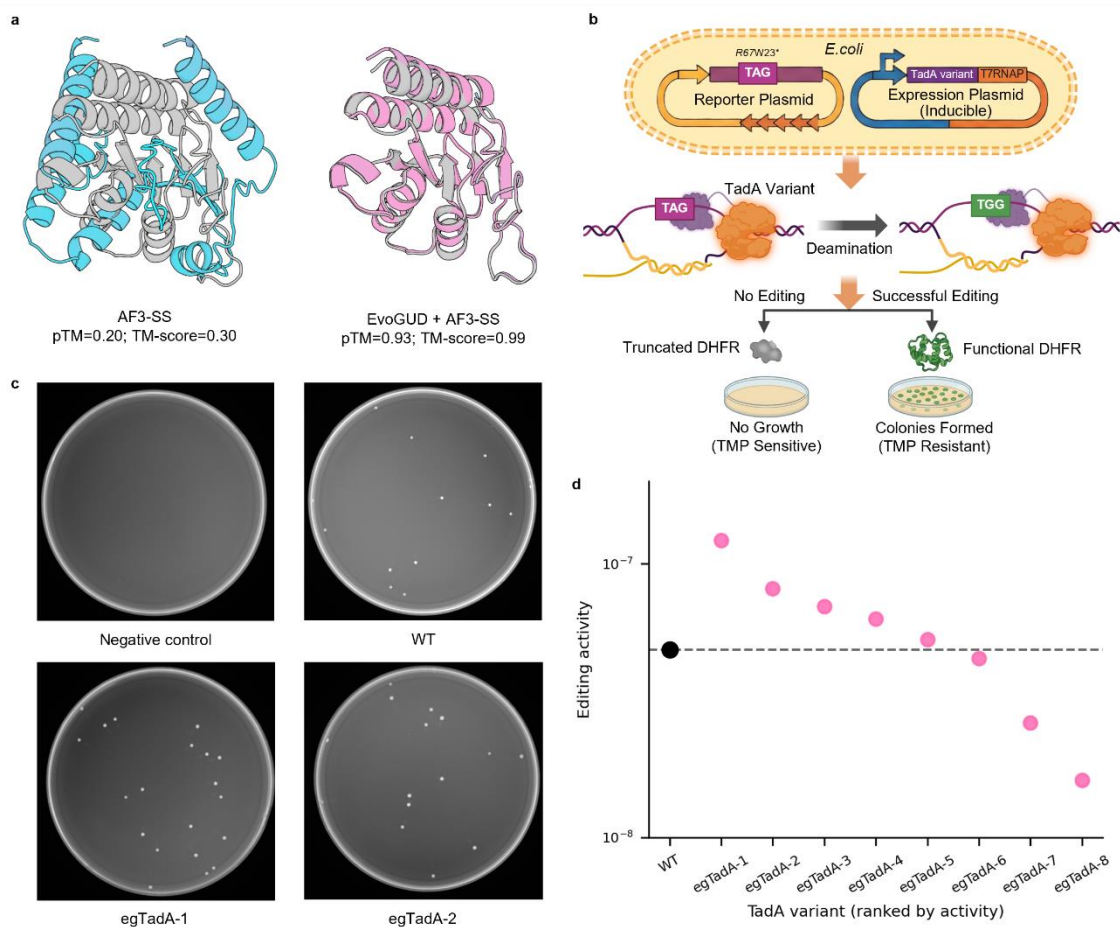 a
AF3-SS
pTM=0.20; TM-score=0.30
EvoGUD + AF3-SS
pTM=0.93; TM-score=0.99
b
E.coli
R67W23*
TAG
Reporter Plasmid
TadA variant
T7RNAP
Expression Plasmid
(Inducible)
TadA Variant
TAG
Deamination
TGG
No Editing
Successful Editing
Truncated DHFR
Functional DHFR
No Growth
(TMP Sensitive)
Colonies Formed
(TMP Resistant)
c
Negative control
WT
egTadA-1
egTadA-2
d
Editing activity
10⁻⁷
10⁻⁸
WT
egTadA-1
egTadA-2
egTadA-3
egTadA-4
egTadA-5
egTadA-6
egTadA-7
egTadA-8
TadA variant (ranked by activity)